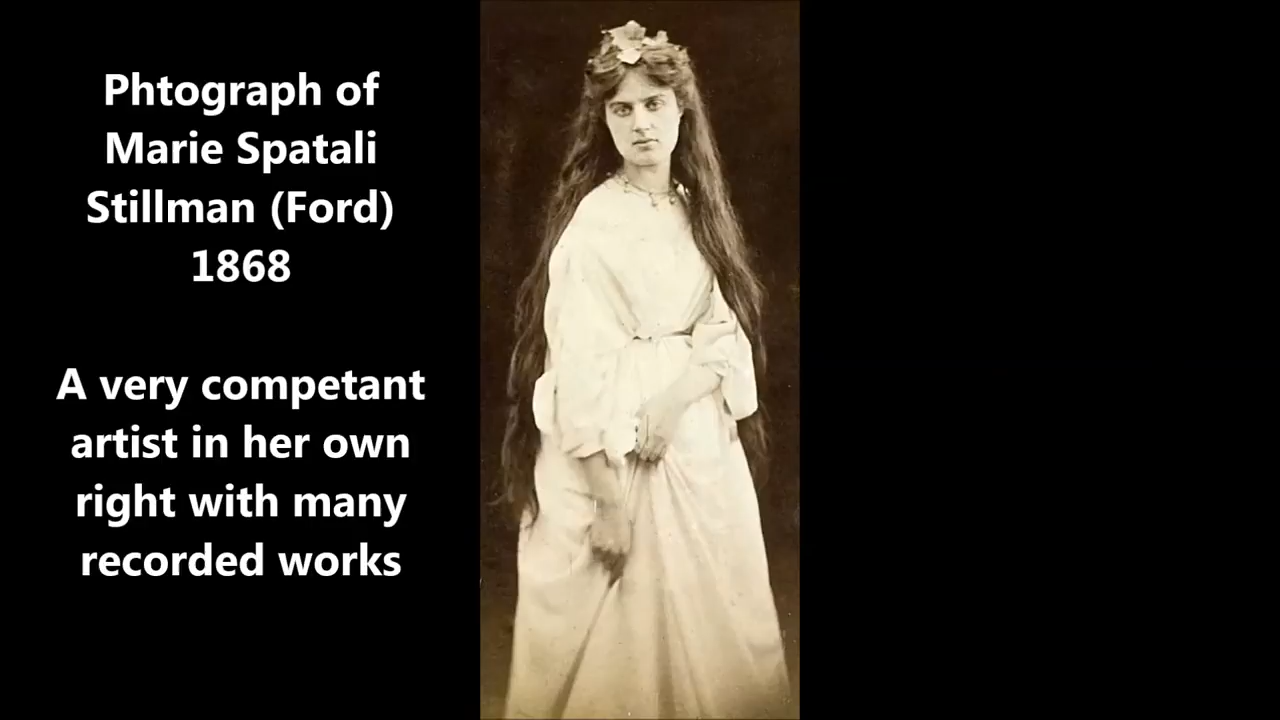 Phtograph of
Marie Spatali
Stillman (Ford)
1868
A very competant
artist in her own
right with many
recorded works